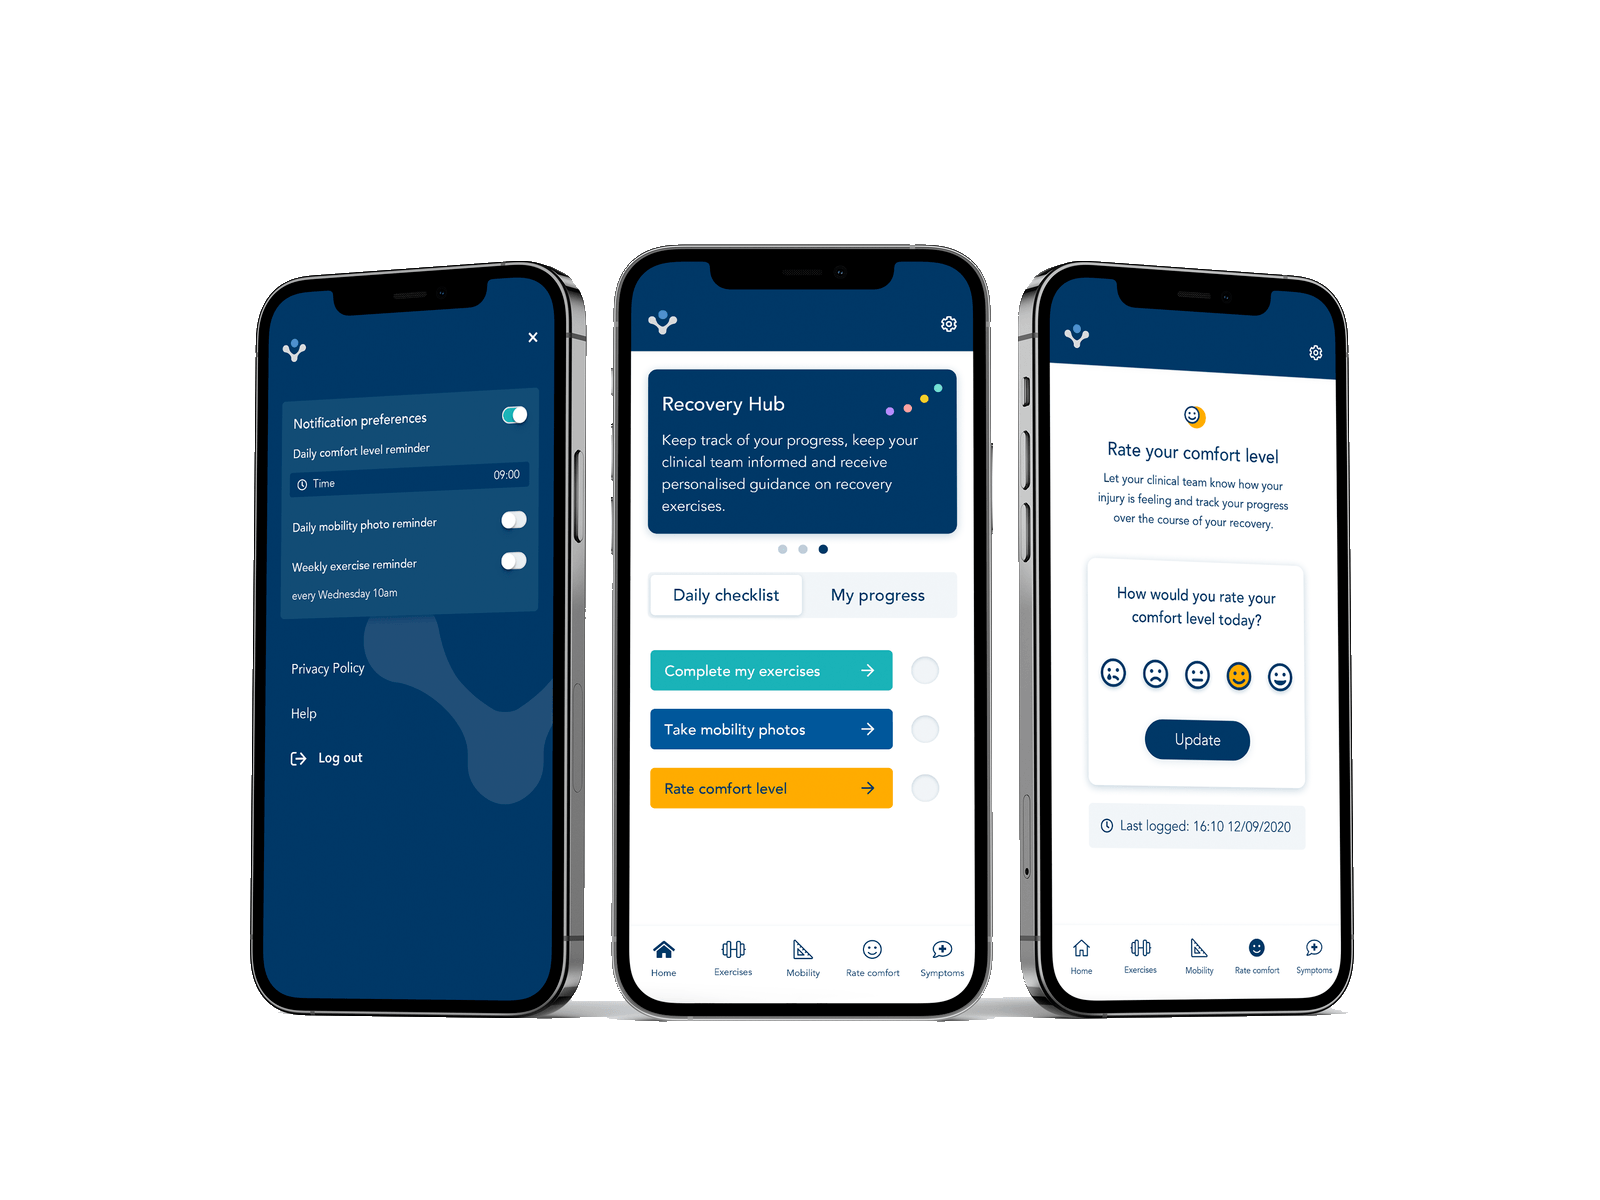 Notification preferences
Daily comfort level reminder
Time 09:00
Daily mobility photo reminder
Weekly exercise reminder
every Wednesday 10am
Privacy Policy
Help
Log out
Recovery Hub
Keep track of your progress, keep your
clinical team informed and receive
personalised guidance on recovery
exercises.
Daily checklist My progress
Complete my exercises
Take mobility photos
Rate comfort level
Home Exercises Mobility Rate comfort Symptoms
Rate your comfort level
Let your clinical team know how your
injury is feeling and track your progress
over the course of your recovery.
How would you rate your
comfort level today?
Update
Last logged: 16:10 12/09/2020
Home Exercises Mobility Rate comfort Symptoms